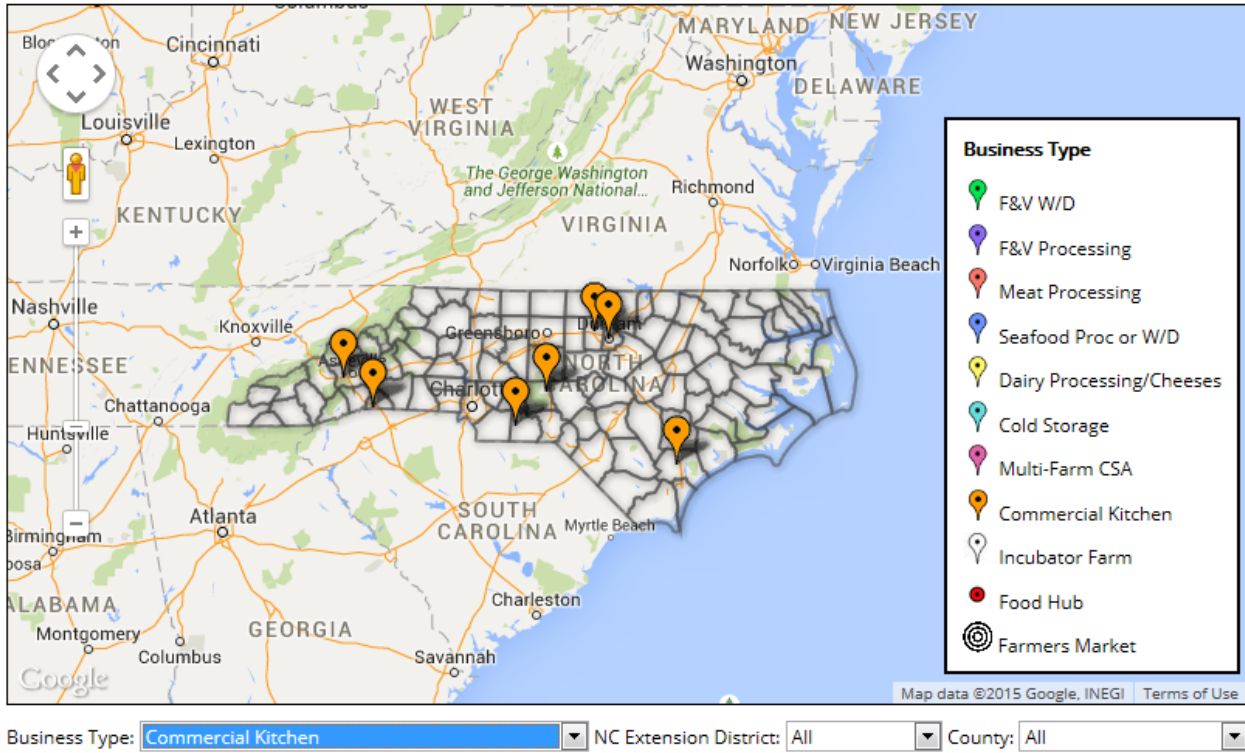 Columbus
MARYLAND
NEW JERSEY
Cincinnati
Washington
DELAWARE
WEST
VIRGINIA
Louisville
Lexington
The George Washington
and Jefferson National...
Richmond
KENTUCKY
VIRGINIA
Norfolk
Virginia Beach
Nashville
Knoxville
Greensboro
ENNESSEE
NORTH
CAROLINA
Charlott
Chattanooga
Huntsville
Atlanta
SOUTH
CAROLINA
Myrtle Beach
Birmingham
oosa
ALABAMA
Charleston
Montgomery
GEORGIA
Columbus
Savannah
Google
Business Type
F&V W/D
F&V Processing
Meat Processing
Seafood Proc or W/D
Dairy Processing/Cheeses
Cold Storage
Multi-Farm CSA
Commercial Kitchen
Incubator Farm
Food Hub
Farmers Market
Map data ©2015 Google, INEGI Terms of Use
Business Type: Commercial Kitchen NC Extension District: All County: All